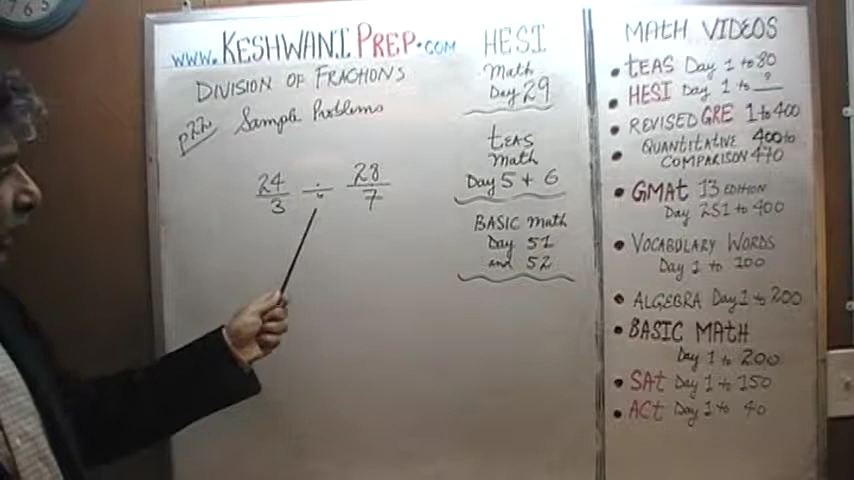 www.KESHWANIPREP.com
DIVISION OF FRACHONS
p22 Sample Problems
24/3 ÷ 28/7
HESI
Math
Day 29
tEAS
math
Day 5 + 6
BASIC math
Day 51
and 52
MATH VIDEOS
• tEAS Day 1 to 80
• HESI Day 1 to ?
• REVISED GRE 1 to 400
• QUANTITATIVE 400 to
COMPARISON 470
• GMAt 13 EDITION
Day 251 to 400
• VOCABULARY WORDS
Day 1 to 100
• ALGEBRA Day 1 to 200
• BASIC MATH
Day 1 to 200
• SAt Day 1 to 150
• ACt Day 1 to 40